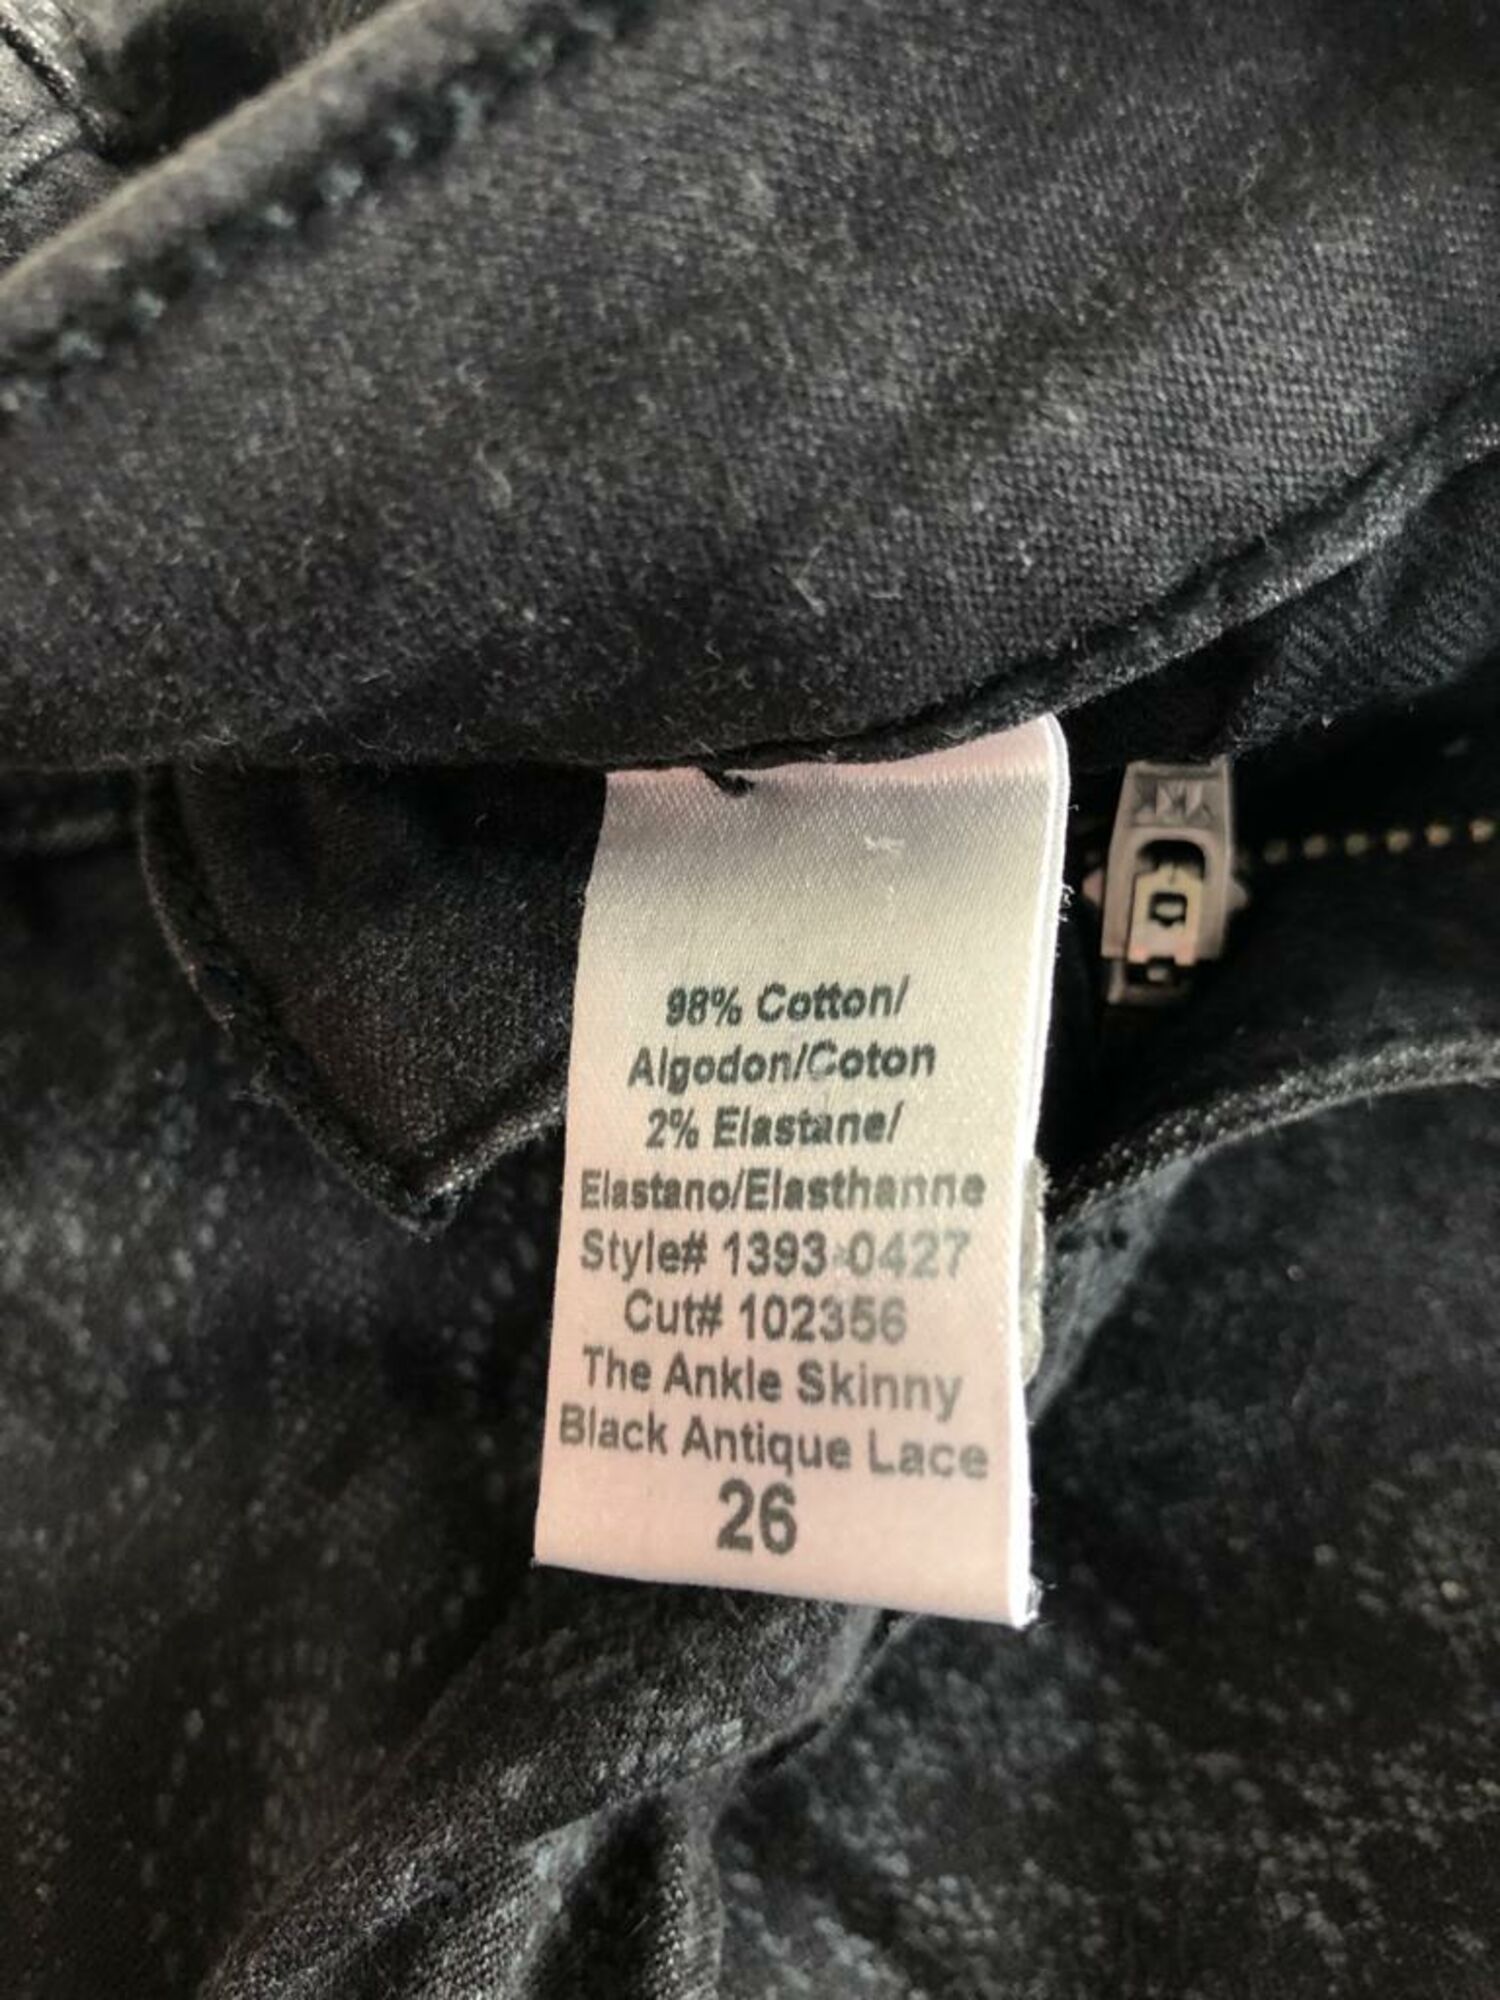 98% Cotton/
Algodon/Coton
2% Elastane/
Elastano/Elasthanne
Style# 1393-0427
Cut# 102356
The Ankle Skinny
Black Antique Lace
26